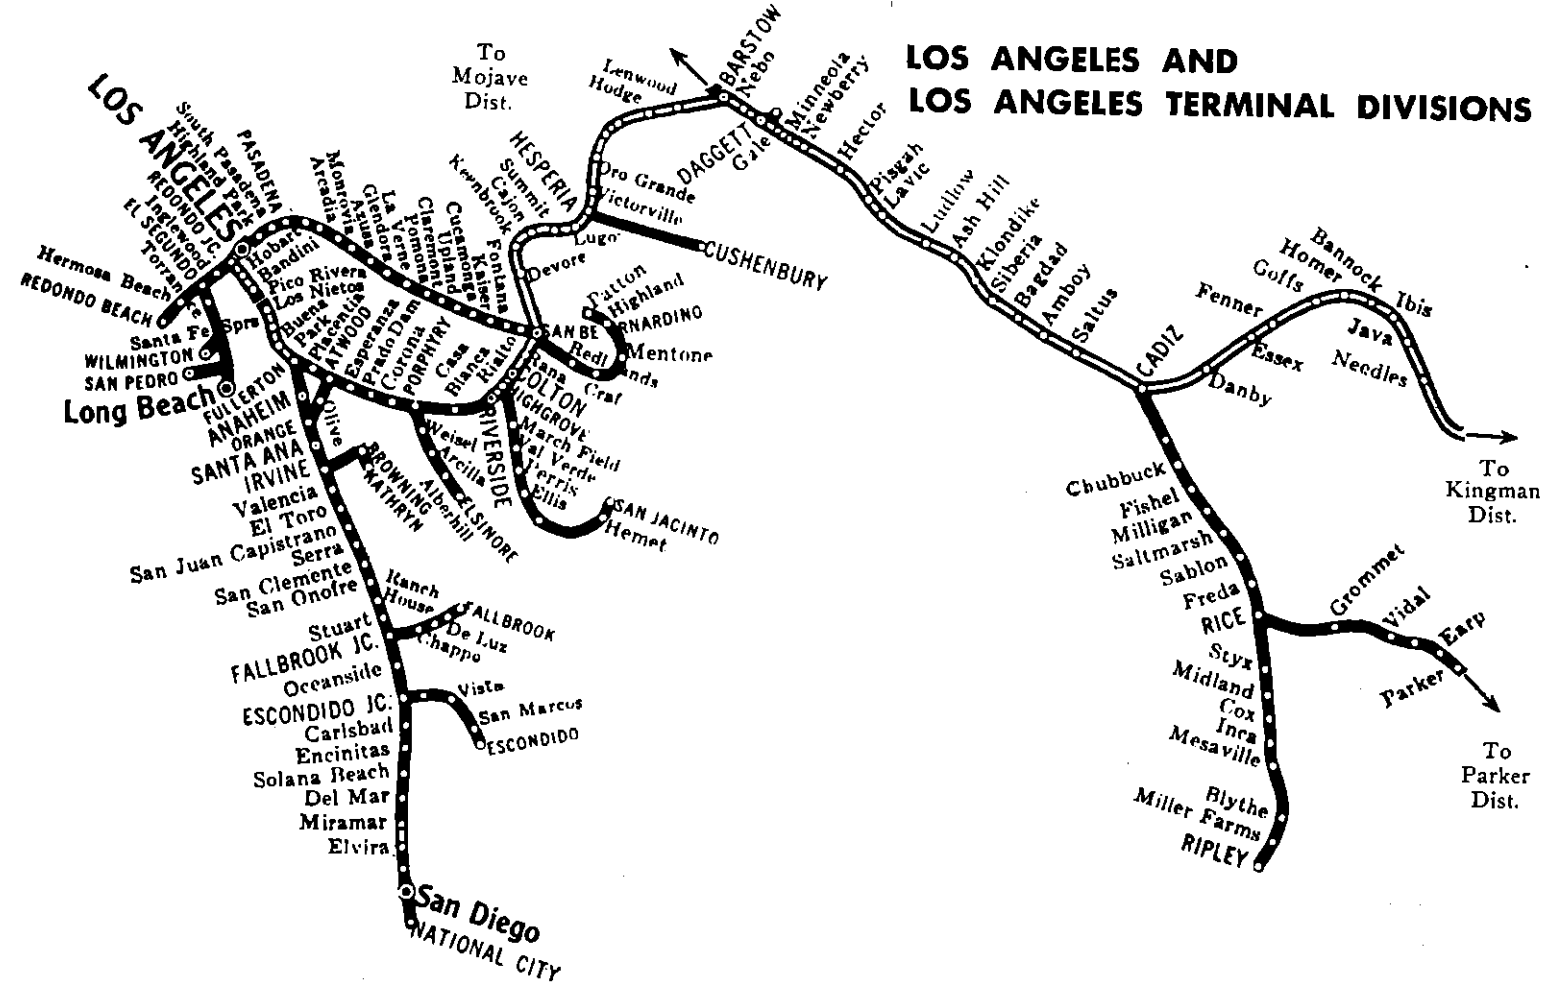 LOS ANGELES AND
LOS ANGELES TERMINAL DIVISIONS
To
Mojave
Dist.
BARSTOW
Nebo
Lenwood
Hodge
Oro Grande
Victorville
CUSHENBURY
HESPERIA
Lugo
Summit
Cajon
Keenbrook
Devore
DAGGETT
Gale
Minneola
Newberry
Hector
Pisgah
Lavic
Ludlow
Ash Hill
Klondike
Siberia
Bagdad
Amboy
Saltus
CADIZ
Danby
Essex
Fenner
Goffs
Homer
Bannock
Ibis
Java
Needles
To
Kingman
Dist.
Chubbuck
Fishel
Milligan
Saltmarsh
Sablon
Freda
RICE
Grommet
Vidal
Earp
Parker
To
Parker
Dist.
Styx
Midland
Cox
Inca
Mesaville
Blythe
Miller Farms
RIPLEY
LOS ANGELES
Highland Park
South Pasadena
PASADENA
Arcadia
Monrovia
Azusa
Glendora
La
Verne
Pomona
Claremont
Upland
Cucamonga
Kaiser
Fontana
SAN BERNARDINO
Patton
Highland
Mentone
Redlands
Craf
Rana
Rialto
COLTON
HIGHGROVE
RIVERSIDE
March Field
Val Verde
Perris
Ellis
Hemet
SAN JACINTO
REDONDO JC.
Inglewood
EL SEGUNDO
Torrance
Hermosa Beach
REDONDO BEACH
WILMINGTON
SAN PEDRO
Long Beach
Hobart
Bandini
Pico Rivera
Los Nietos
Santa Fe Sprs
Buena
Park
FULLERTON
Placentia
ATWOOD
Esperanza
Prado Dam
Corona
PORPHYRY
Casa
Blanca
Weisel
Arcilla
Alberhill
ELSINORE
ANAHEIM
ORANGE
Olive
SANTA ANA
IRVINE
BROWNING
KATHRYN
Valencia
El Toro
San Juan Capistrano
Serra
San Clemente
San Onofre
Stuart
FALLBROOK JC.
Ranch
House
Chappo
De Luz
FALLBROOK
Oceanside
ESCONDIDO JC.
Vista
San Marcos
ESCONDIDO
Carlsbad
Encinitas
Solana Beach
Del Mar
Miramar
Elvira
San Diego
NATIONAL CITY